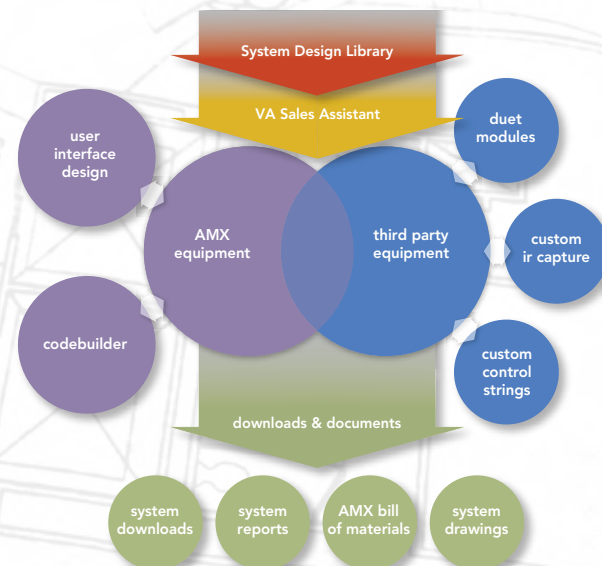 System Design Library
VA Sales Assistant
user
interface
design
duet
modules
AMX
equipment
third party
equipment
custom
ir capture
codebuilder
custom
control
strings
downloads & documents
system
downloads
system
reports
AMX bill
of materials
system
drawings